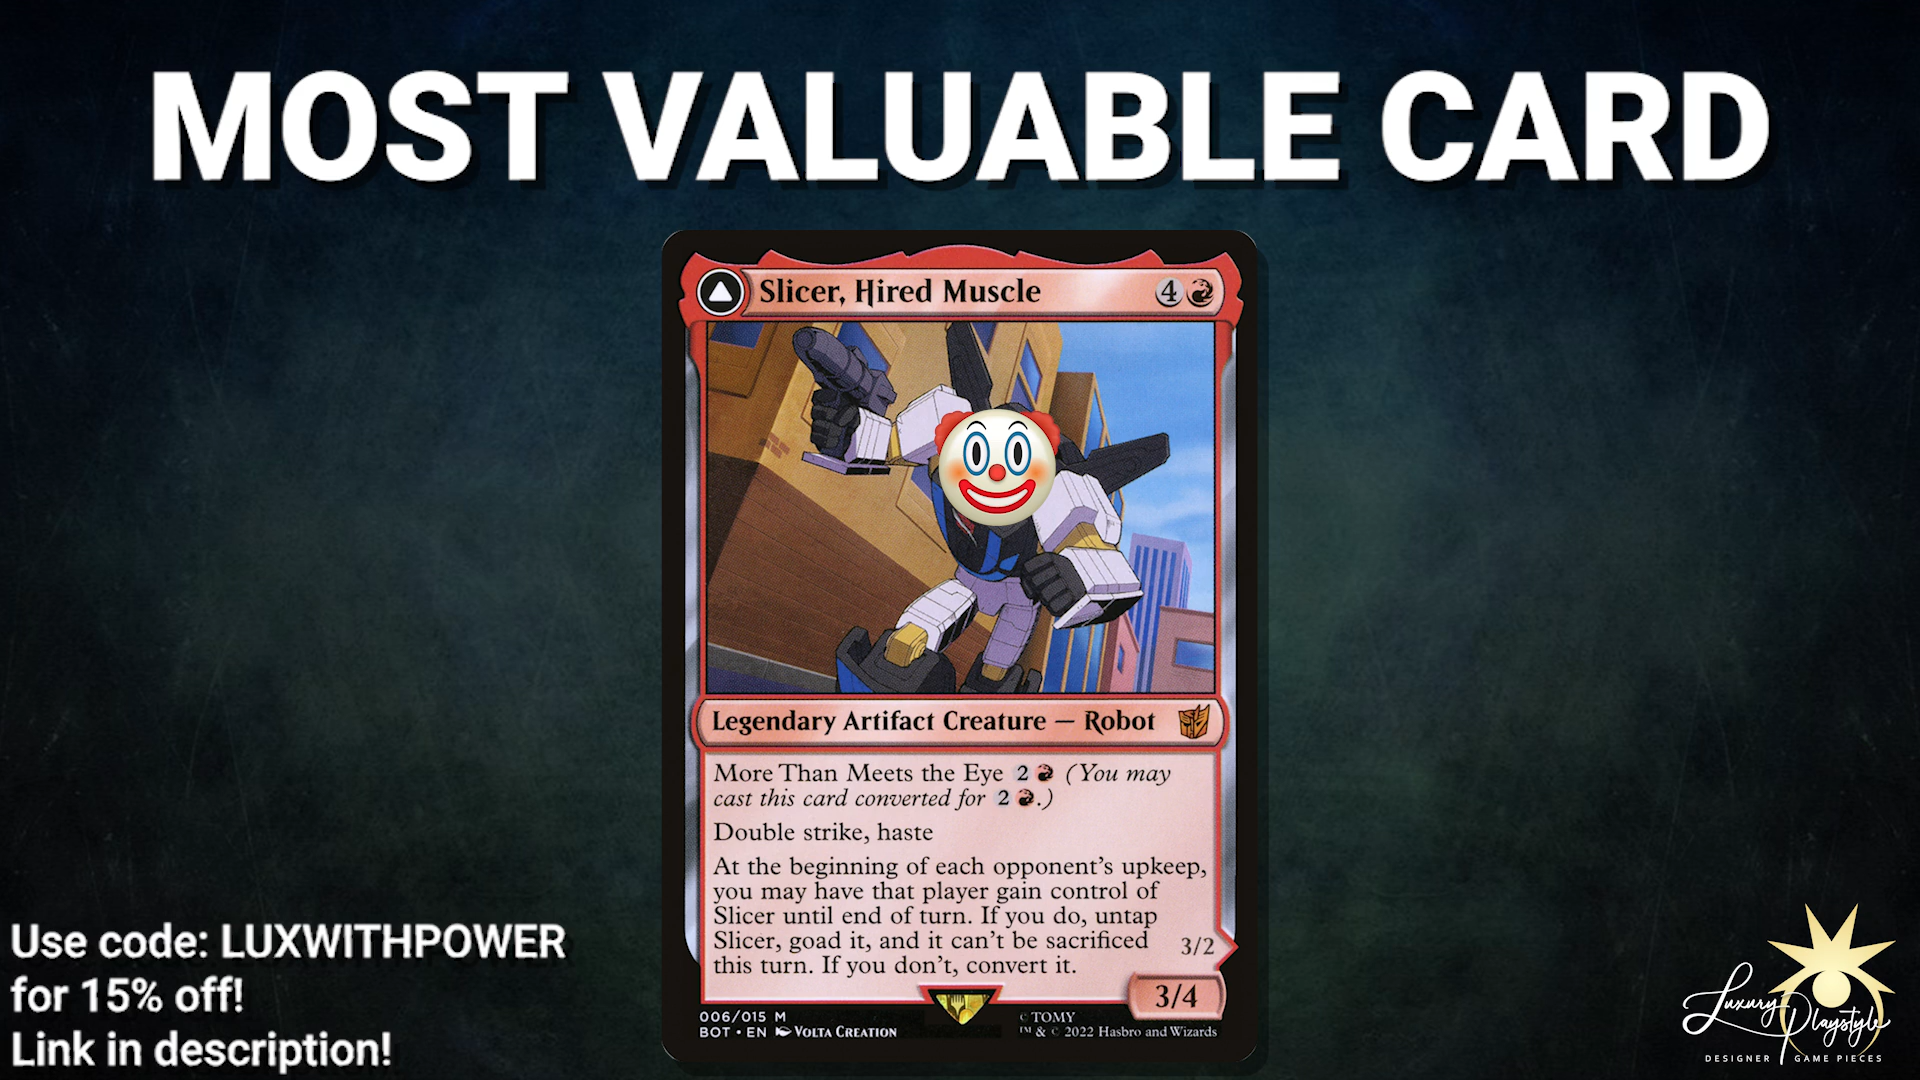 MOST VALUABLE CARD
Slicer, Hired Muscle 4
Legendary Artifact Creature — Robot
More Than Meets the Eye 2 (You may
cast this card converted for 2 .)
Double strike, haste
At the beginning of each opponent's upkeep,
you may have that player gain control of
Slicer until end of turn. If you do, untap
Slicer, goad it, and it can't be sacrificed
this turn. If you don't, convert it.
3/2
3/4
006/015 M
BOT • EN VOLTA CREATION
© TOMY
™ & © 2022 Hasbro and Wizards
Use code: LUXWITHPOWER
for 15% off!
Link in description!
Luxury
Playstyle
DESIGNER GAME PIECES